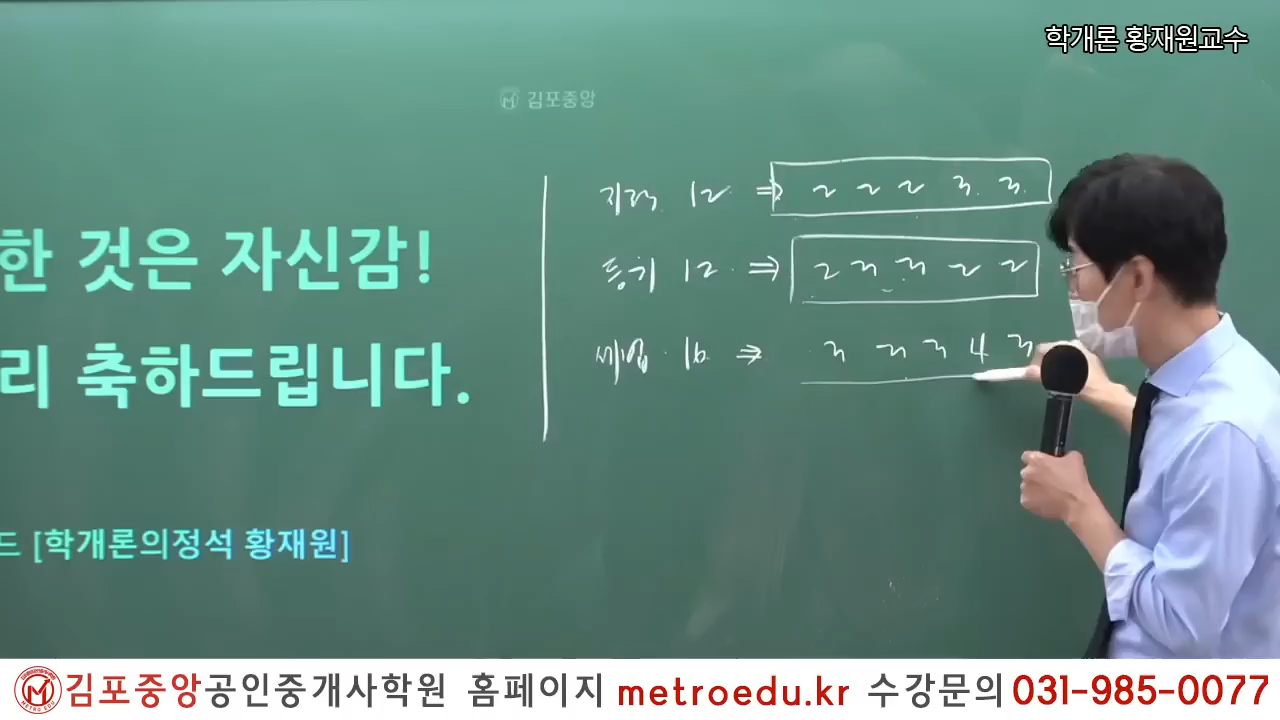 학개론 황재원교수
김포중앙
한 것은 자신감!
리 축하드립니다.
드 [학개론의정석 황재원]
지적 12 ⇒ 2 2 2 3 3
등기 12 ⇒ 2 3 3 2 2
세법 16 ⇒ 3 3 3 4 3
김포중앙공인중개사학원 홈페이지 metroedu.kr 수강문의 031-985-0077